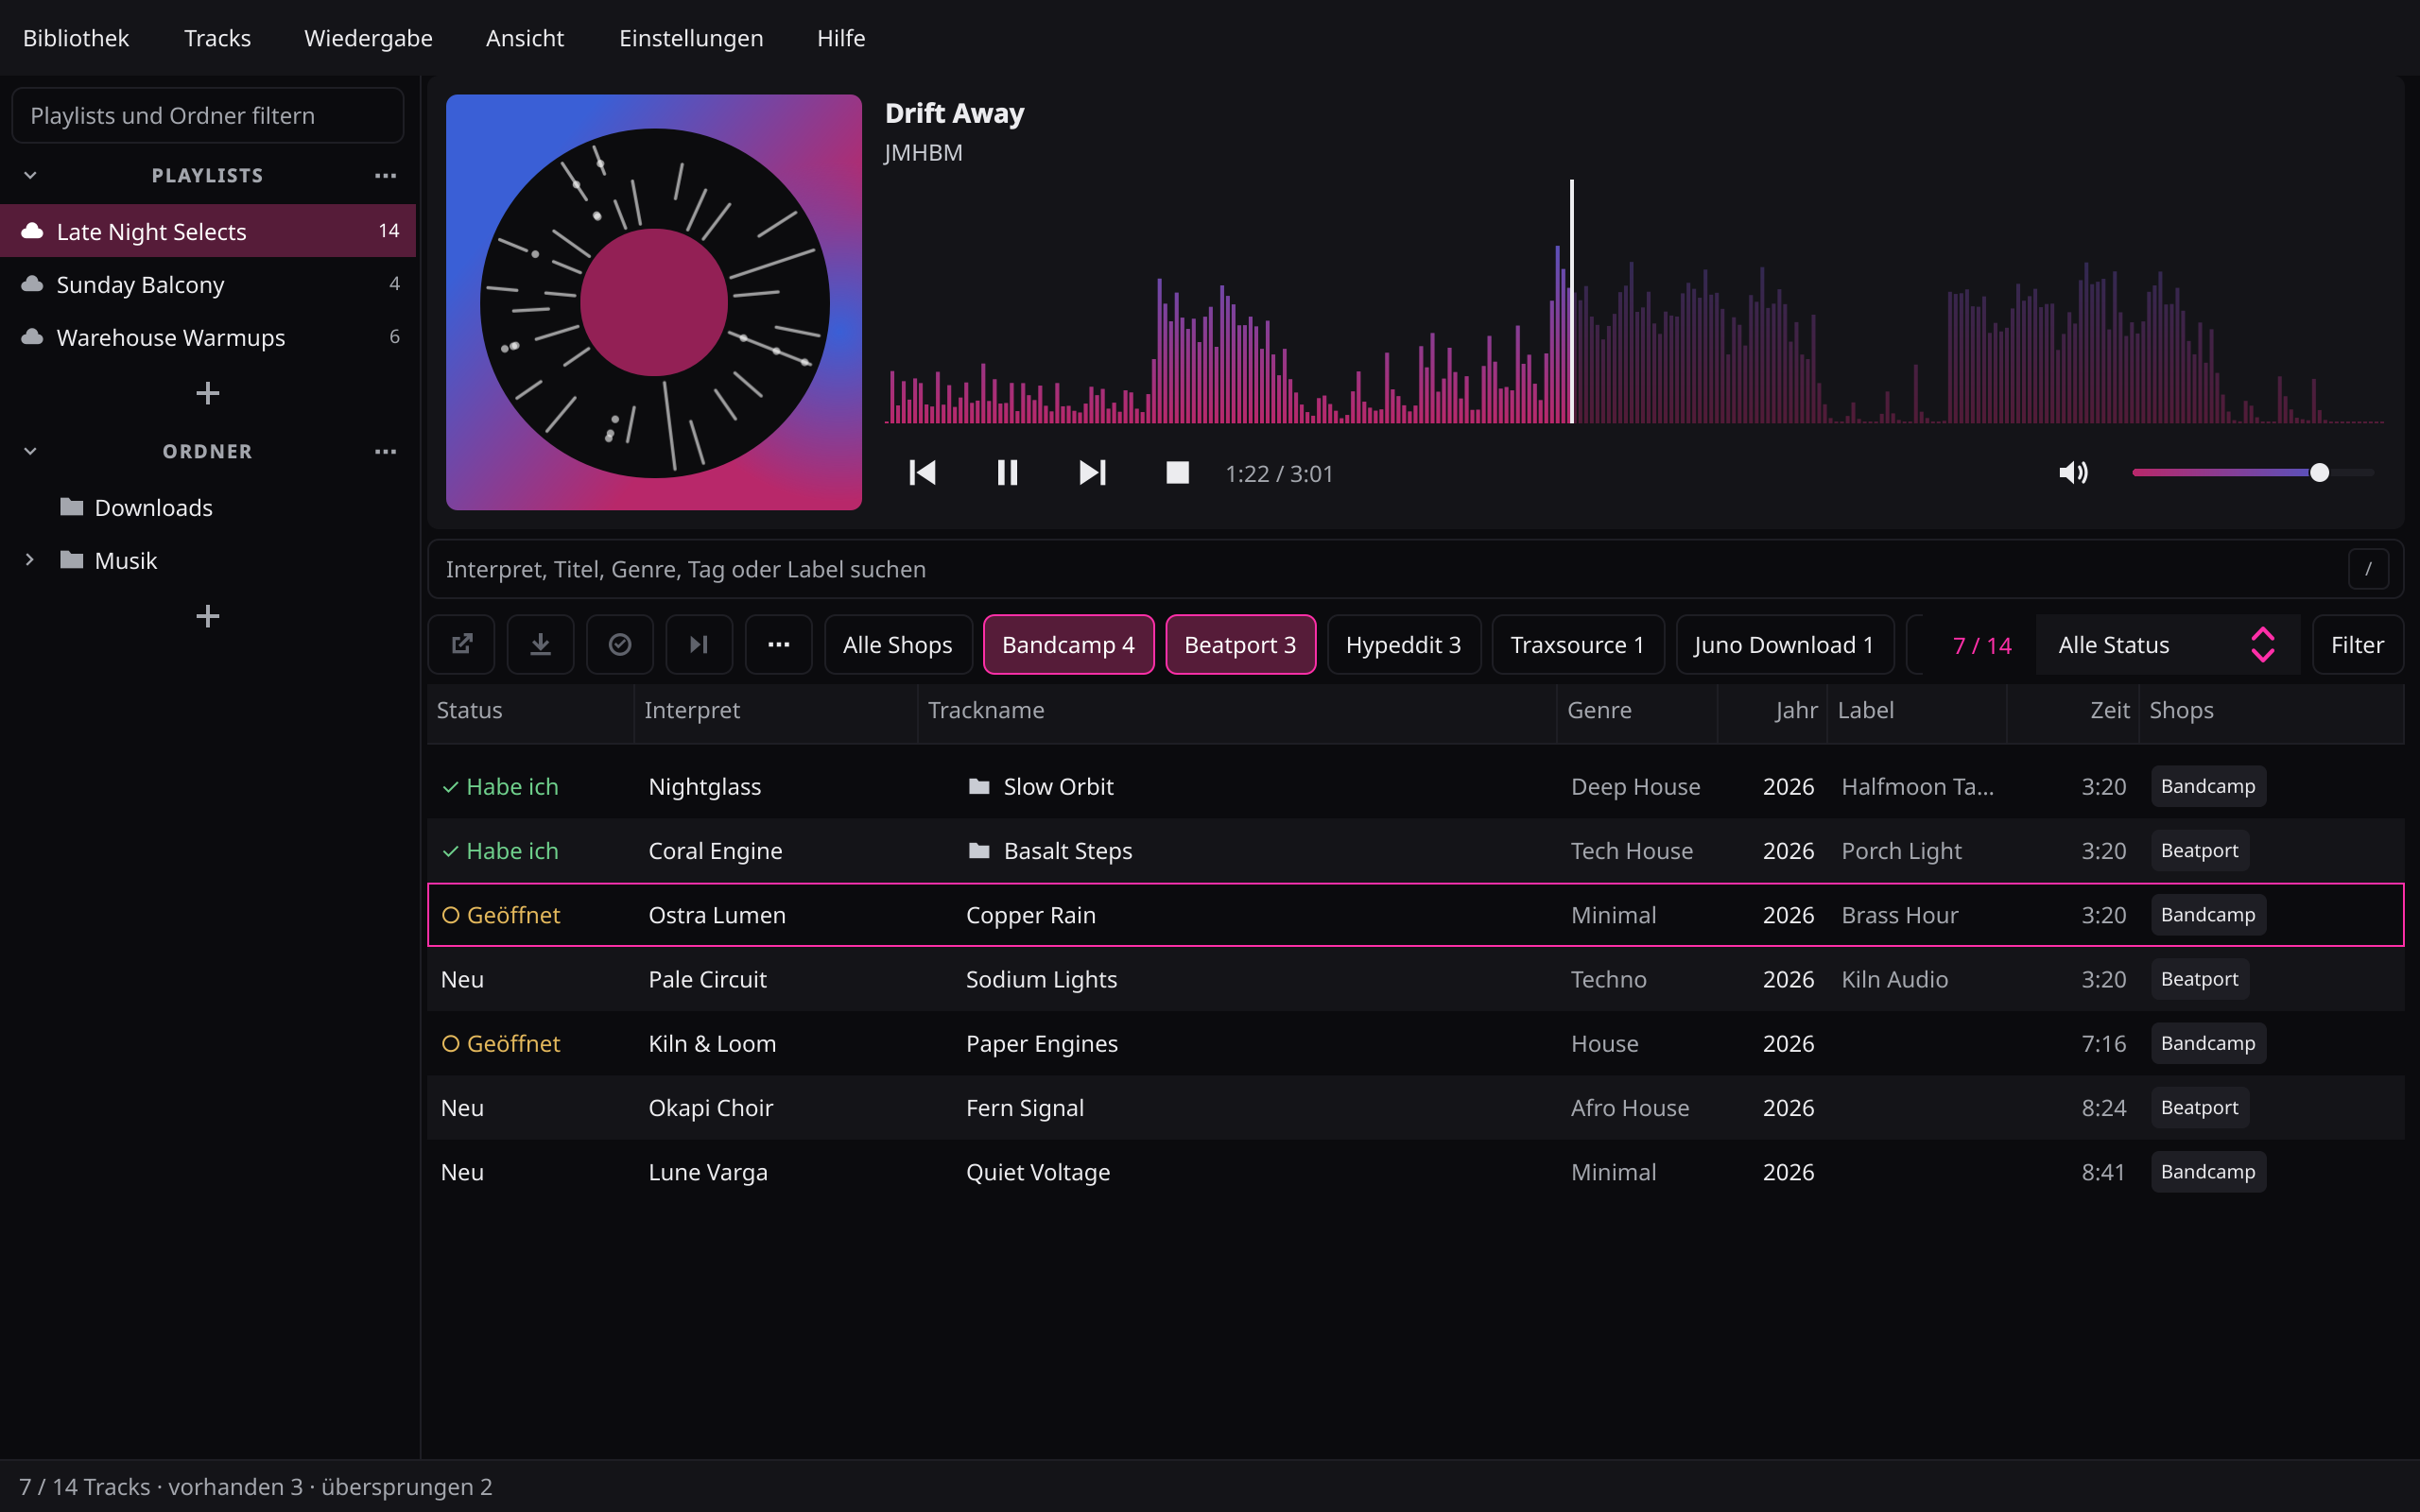 Bibliothek Tracks Wiedergabe Ansicht Einstellungen Hilfe
Playlists und Ordner filtern
PLAYLISTS
Late Night Selects 14
Sunday Balcony 4
Warehouse Warmups 6
ORDNER
Downloads
Musik
Drift Away
JMHBM
1:22 / 3:01
Interpret, Titel, Genre, Tag oder Label suchen /
Alle Shops Bandcamp 4 Beatport 3 Hypeddit 3 Traxsource 1 Juno Download 1 7 / 14 Alle Status Filter
Status Interpret Trackname Genre Jahr Label Zeit Shops
Habe ich Nightglass Slow Orbit Deep House 2026 Halfmoon Ta... 3:20 Bandcamp
Habe ich Coral Engine Basalt Steps Tech House 2026 Porch Light 3:20 Beatport
Geöffnet Ostra Lumen Copper Rain Minimal 2026 Brass Hour 3:20 Bandcamp
Neu Pale Circuit Sodium Lights Techno 2026 Kiln Audio 3:20 Beatport
Geöffnet Kiln & Loom Paper Engines House 2026 7:16 Bandcamp
Neu Okapi Choir Fern Signal Afro House 2026 8:24 Beatport
Neu Lune Varga Quiet Voltage Minimal 2026 8:41 Bandcamp
7 / 14 Tracks · vorhanden 3 · übersprungen 2